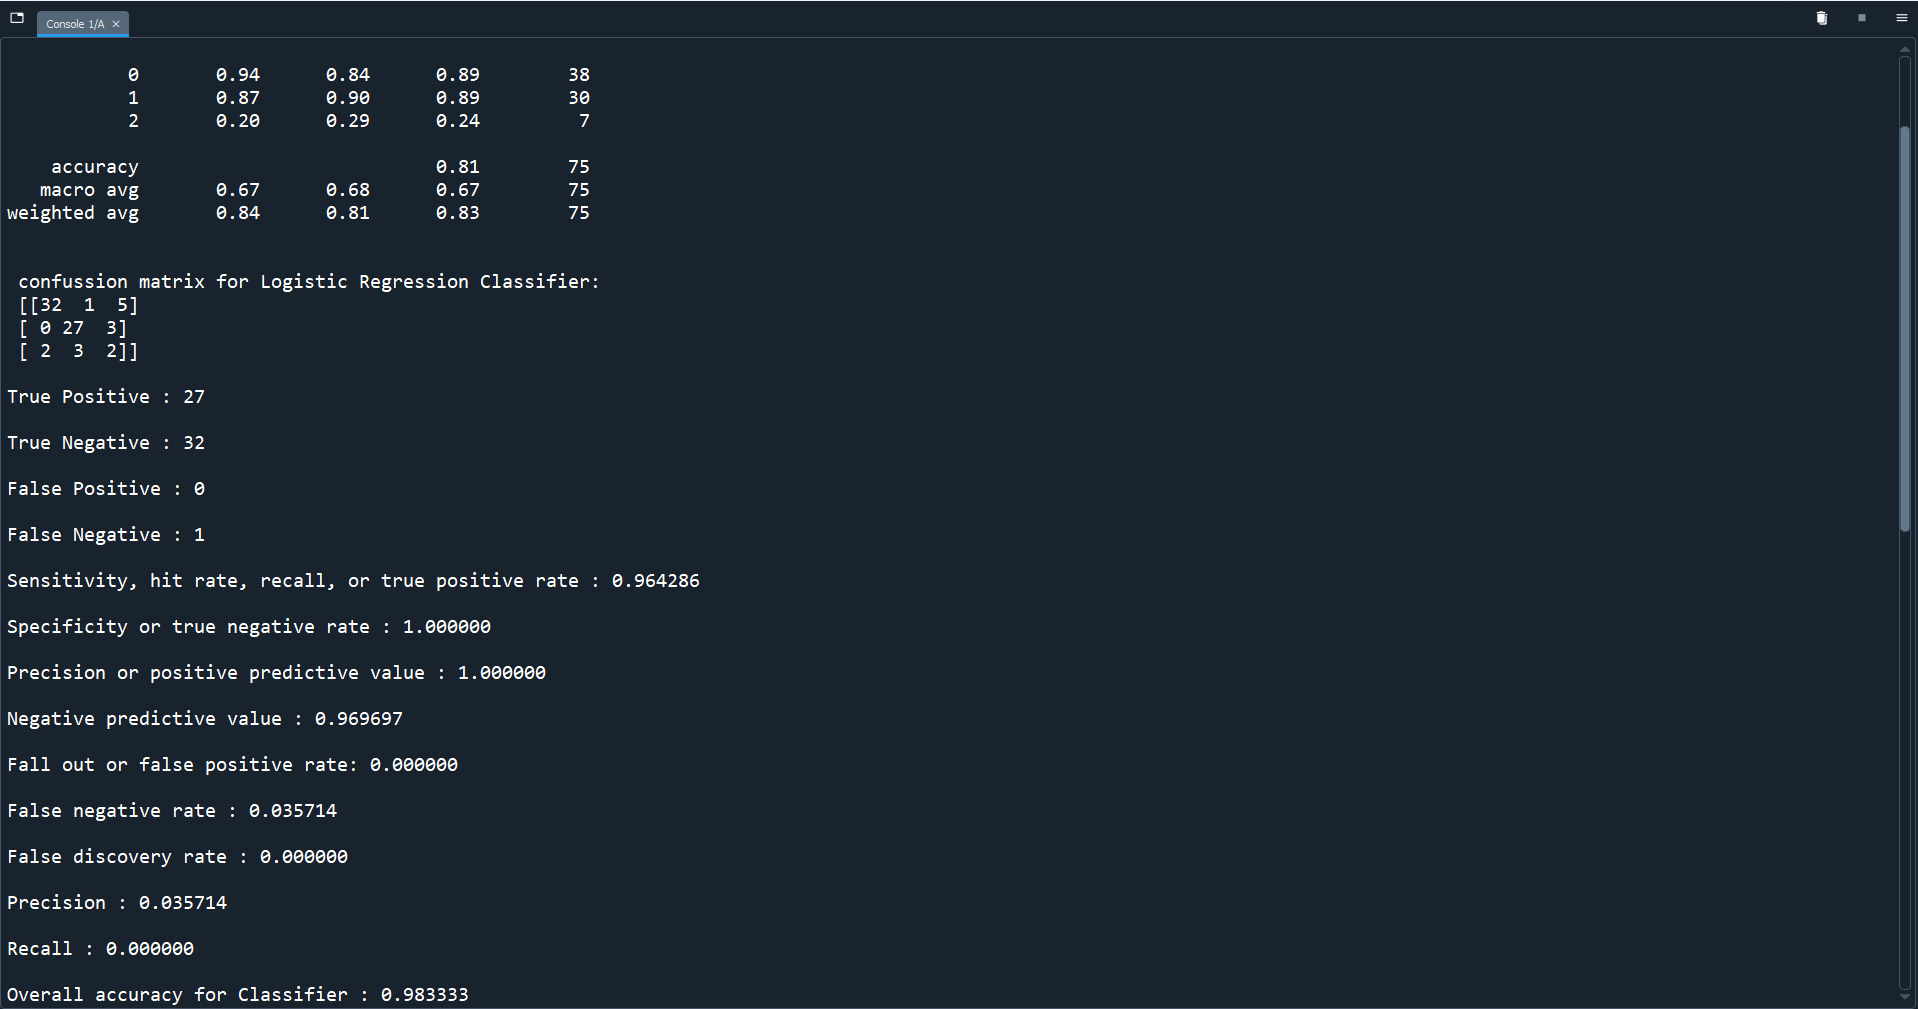 Console 1/A ×
0 0.94 0.84 0.89 38
1 0.87 0.90 0.89 30
2 0.20 0.29 0.24 7
accuracy 0.81 75
macro avg 0.67 0.68 0.67 75
weighted avg 0.84 0.81 0.83 75
confussion matrix for Logistic Regression Classifier:
[[32 1 5]
[ 0 27 3]
[ 2 3 2]]
True Positive : 27
True Negative : 32
False Positive : 0
False Negative : 1
Sensitivity, hit rate, recall, or true positive rate : 0.964286
Specificity or true negative rate : 1.000000
Precision or positive predictive value : 1.000000
Negative predictive value : 0.969697
Fall out or false positive rate: 0.000000
False negative rate : 0.035714
False discovery rate : 0.000000
Precision : 0.035714
Recall : 0.000000
Overall accuracy for Classifier : 0.983333